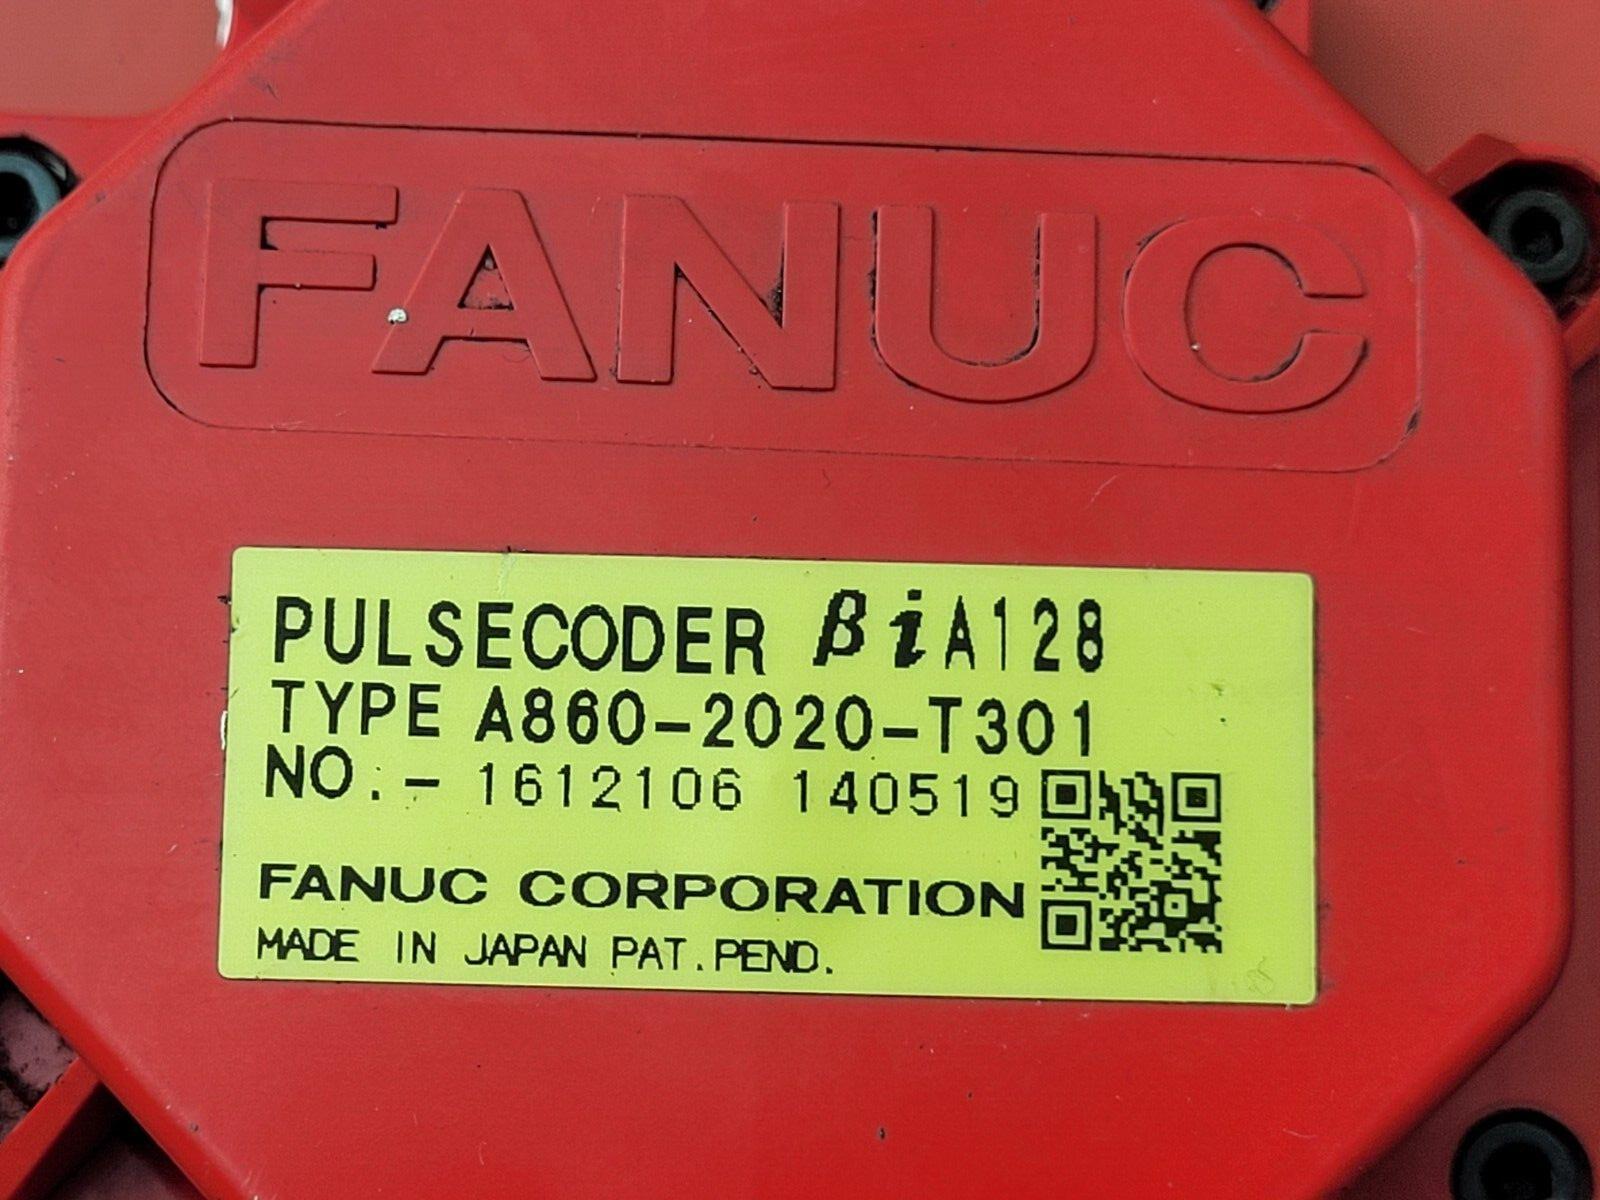 FANUC
PULSECODER βiA128
TYPE A860-2020-T301
NO.- 1612106 140519
FANUC CORPORATION
MADE IN JAPAN PAT.PEND.